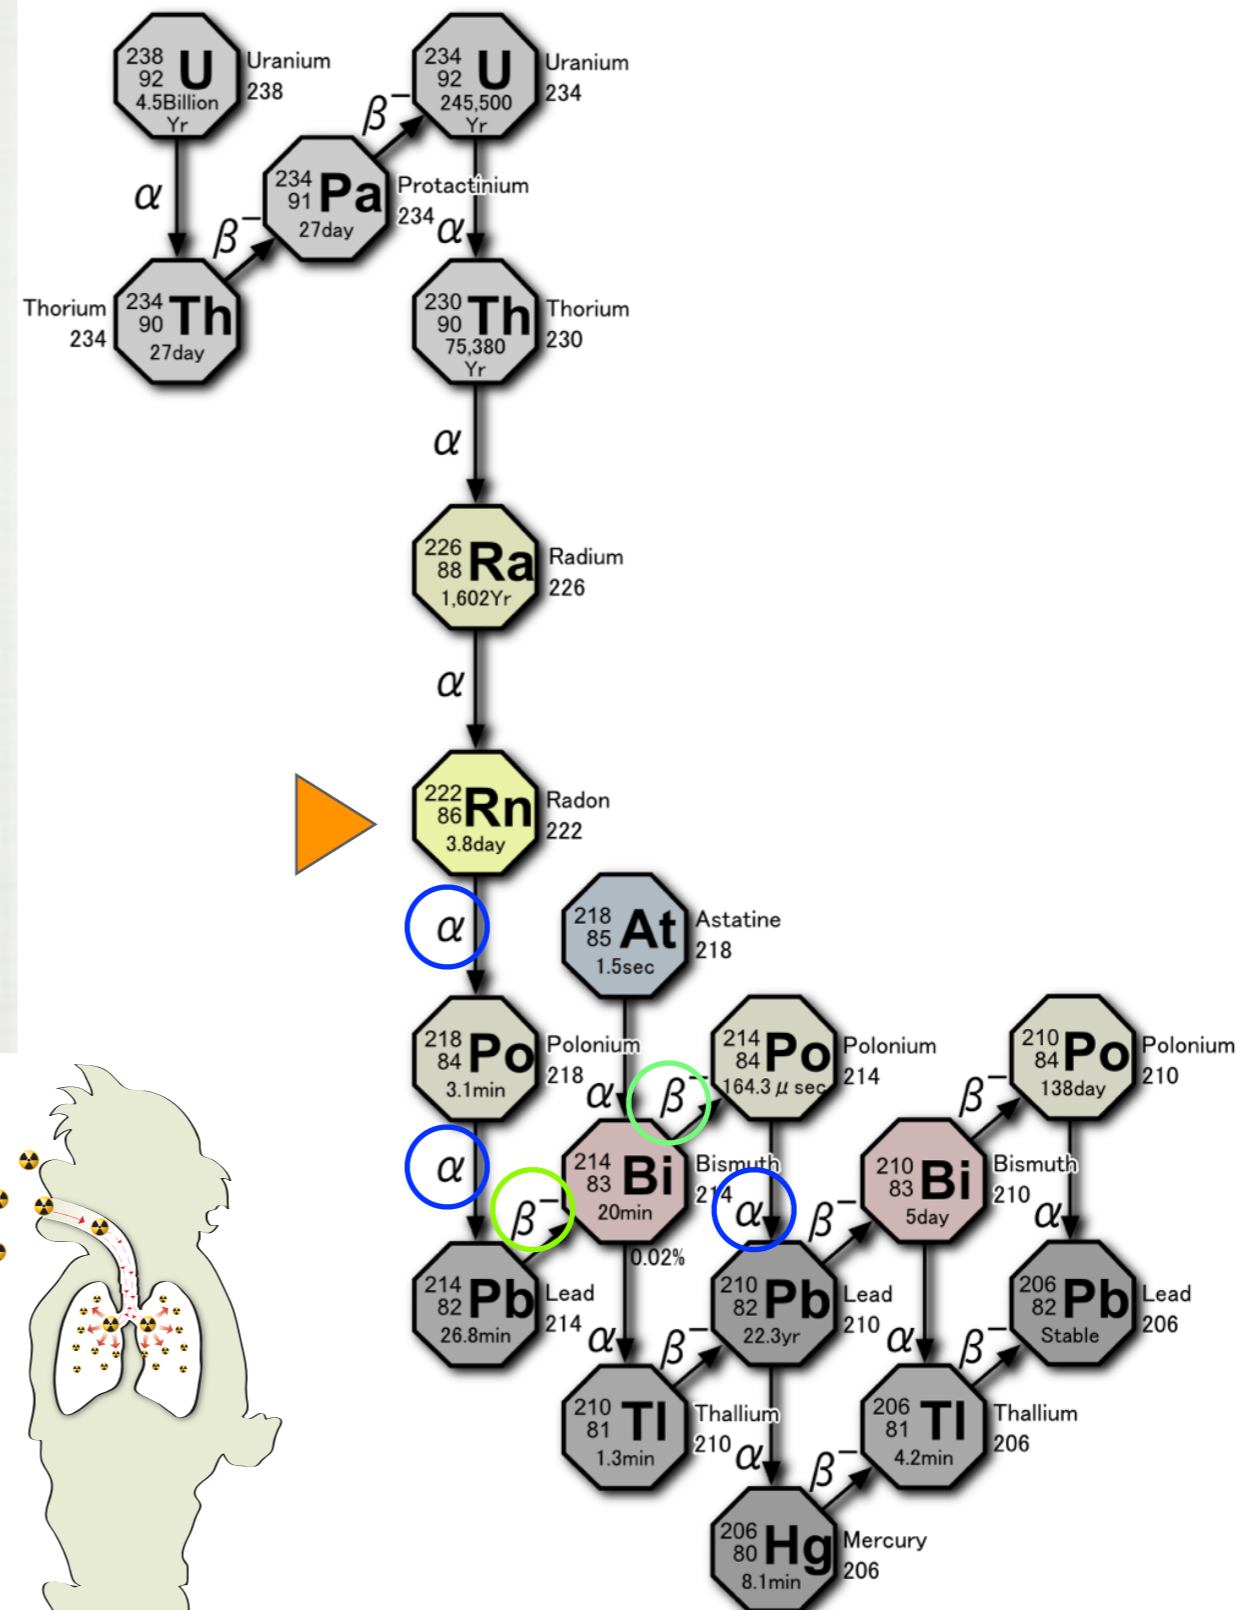 238
92
U
4.5Billion
Yr
Uranium
238
234
92
U
245,500
Yr
Uranium
234
α
β⁻
β⁻
234
91
Pa
27day
Protactinium
234
α
Thorium
234
234
90
Th
27day
230
90
Th
75,380
Yr
Thorium
230
α
226
88
Ra
1,602Yr
Radium
226
α
222
86
Rn
3.8day
Radon
222
α
218
85
At
1.5sec
Astatine
218
218
84
Po
3.1min
Polonium
218
α
β⁻
214
84
Po
164.3 μ sec
Polonium
214
β⁻
210
84
Po
138day
Polonium
210
α
β⁻
214
83
Bi
20min
Bismuth
214
0.02%
α
β⁻
210
83
Bi
5day
Bismuth
210
α
214
82
Pb
26.8min
Lead
214
α
β⁻
210
82
Pb
22.3yr
Lead
210
α
β⁻
206
82
Pb
Stable
Lead
206
210
81
Tl
1.3min
Thallium
210
α
β⁻
206
81
Tl
4.2min
Thallium
206
206
80
Hg
8.1min
Mercury
206